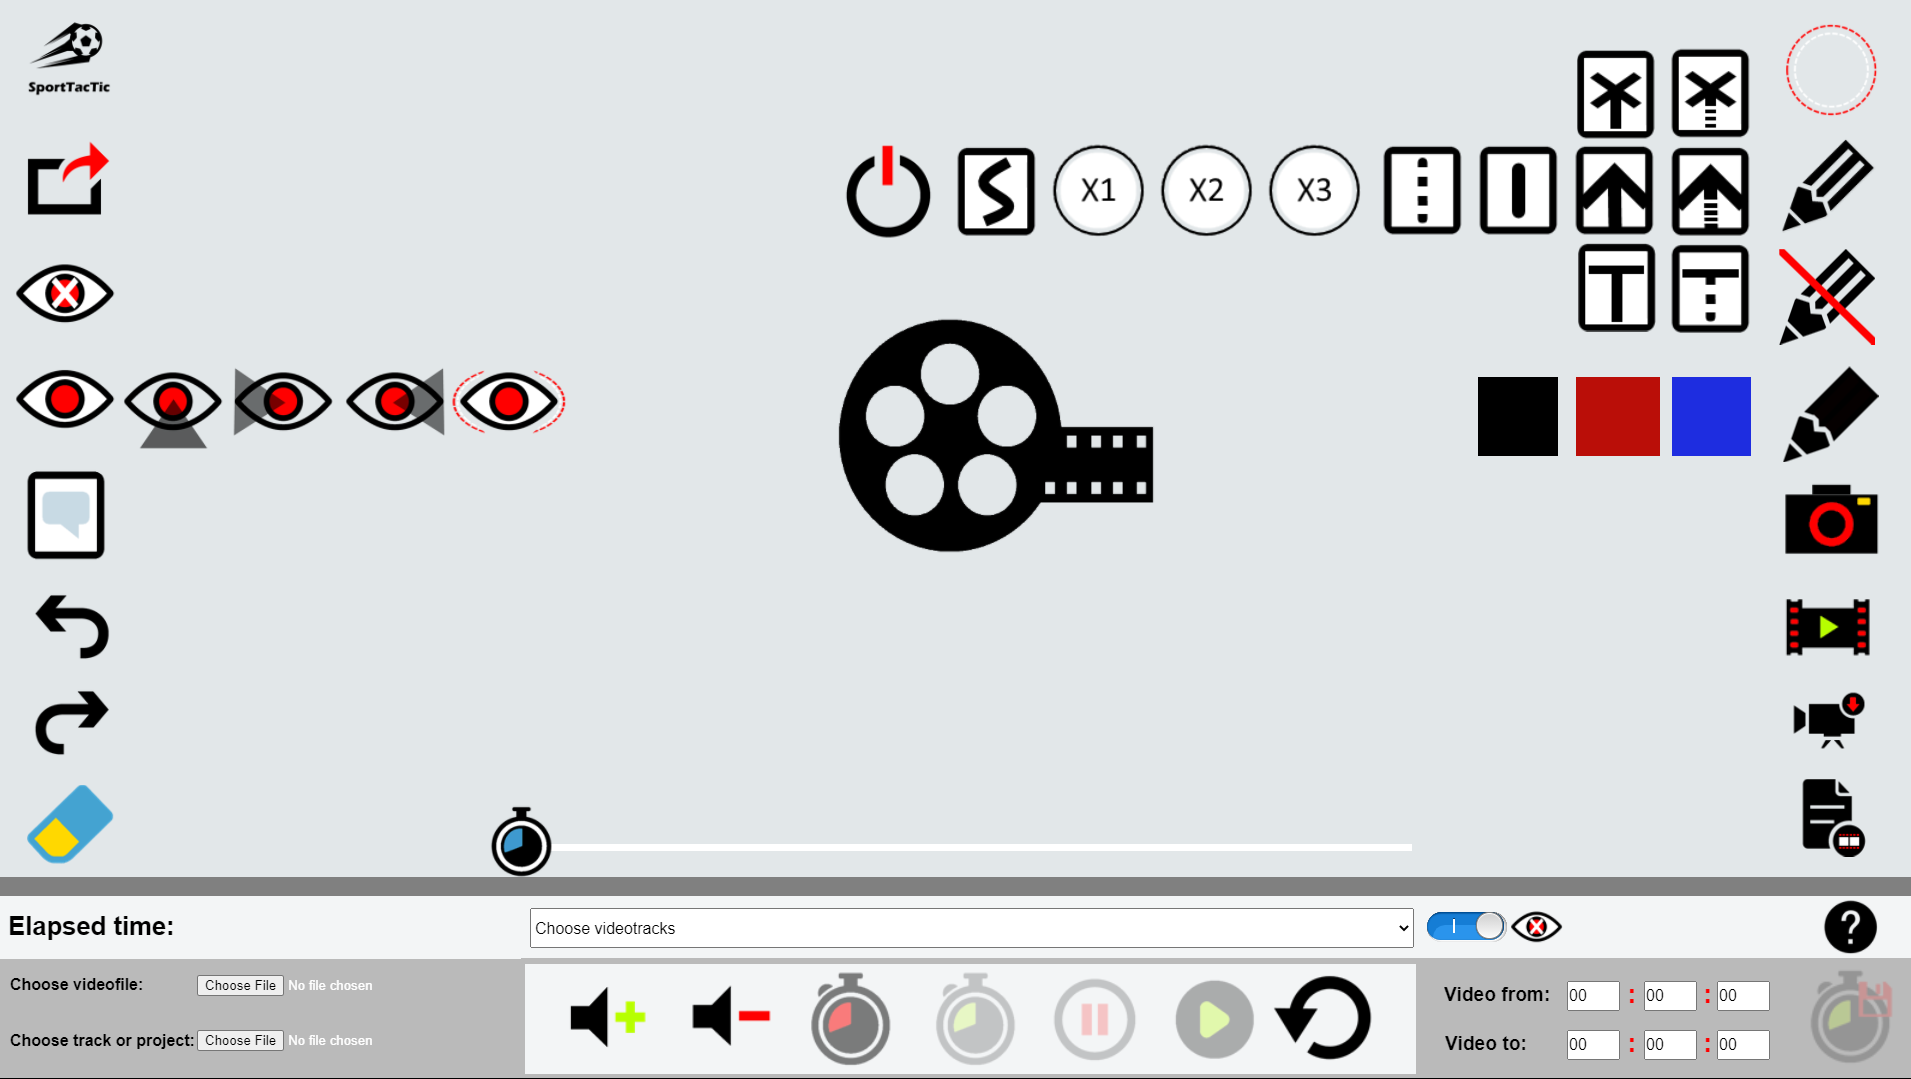 SportTacTic
X1
X2
X3
T
T
Elapsed time:
Choose videotracks
?
Choose videofile:
Choose File No file chosen
Choose track or project:
Choose File No file chosen
Video from:
00 : 00 : 00
Video to:
00 : 00 : 00